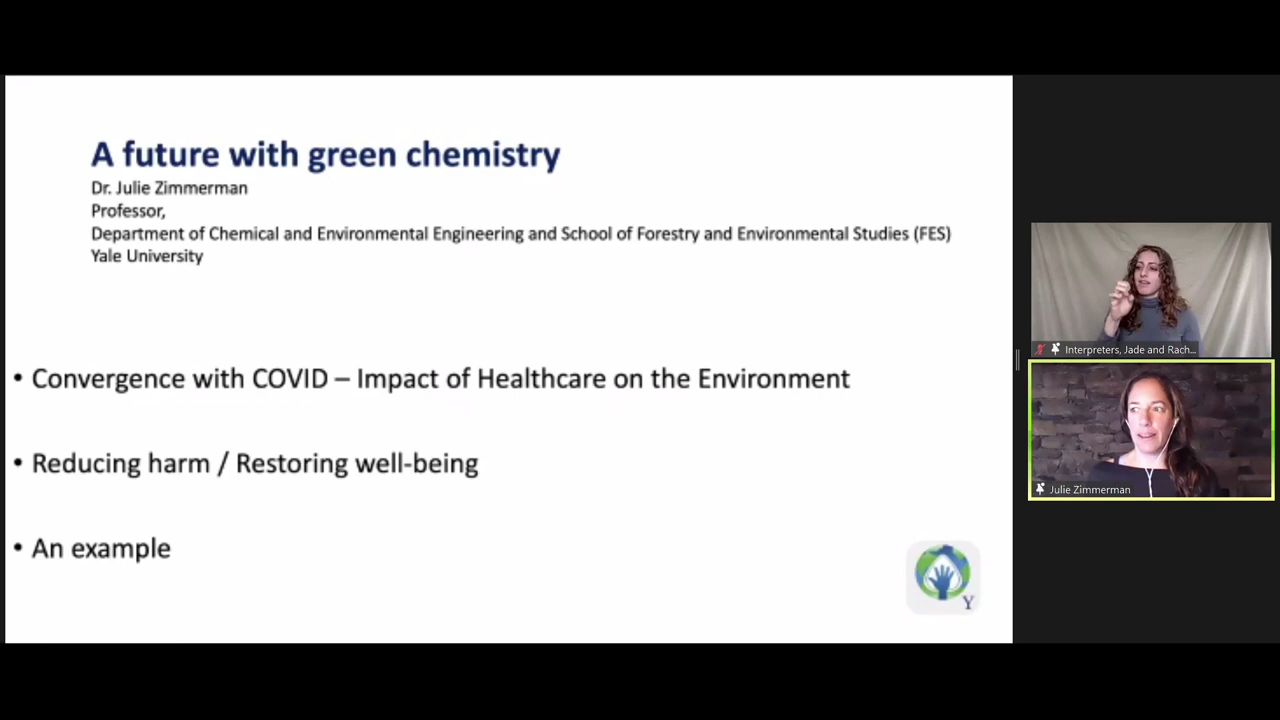 A future with green chemistry
Dr. Julie Zimmerman
Professor,
Department of Chemical and Environmental Engineering and School of Forestry and Environmental Studies (FES)
Yale University
• Convergence with COVID – Impact of Healthcare on the Environment
• Reducing harm / Restoring well-being
• An example
Y
Interpreters, Jade and Rach...
Julie Zimmerman